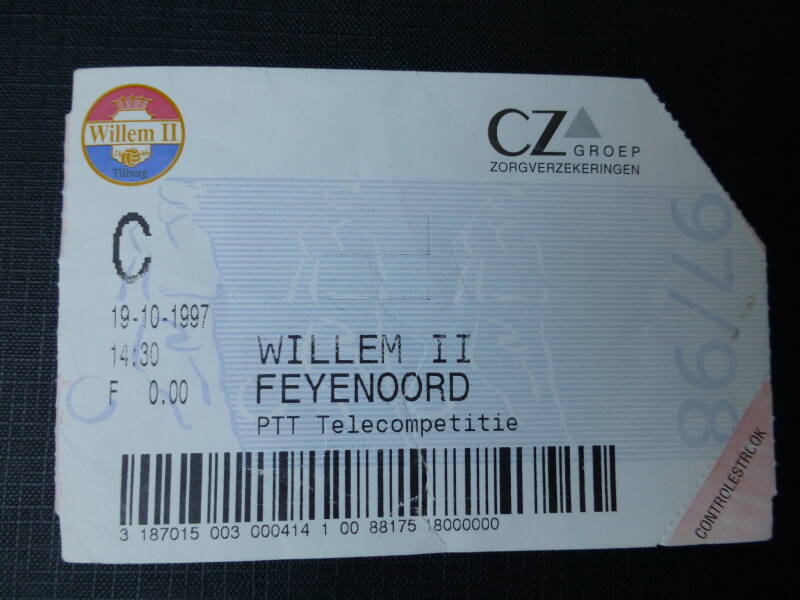 Willem II
Tilburg
CZ
GROEP
ZORGVERZEKERINGEN
C
97/98
19-10-1997
14:30
F 0.00
WILLEM II
FEYENOORD
PTT Telecompetitie
CONTROLESTROOK
3 187015 003 000414 1 00 88175 18000000